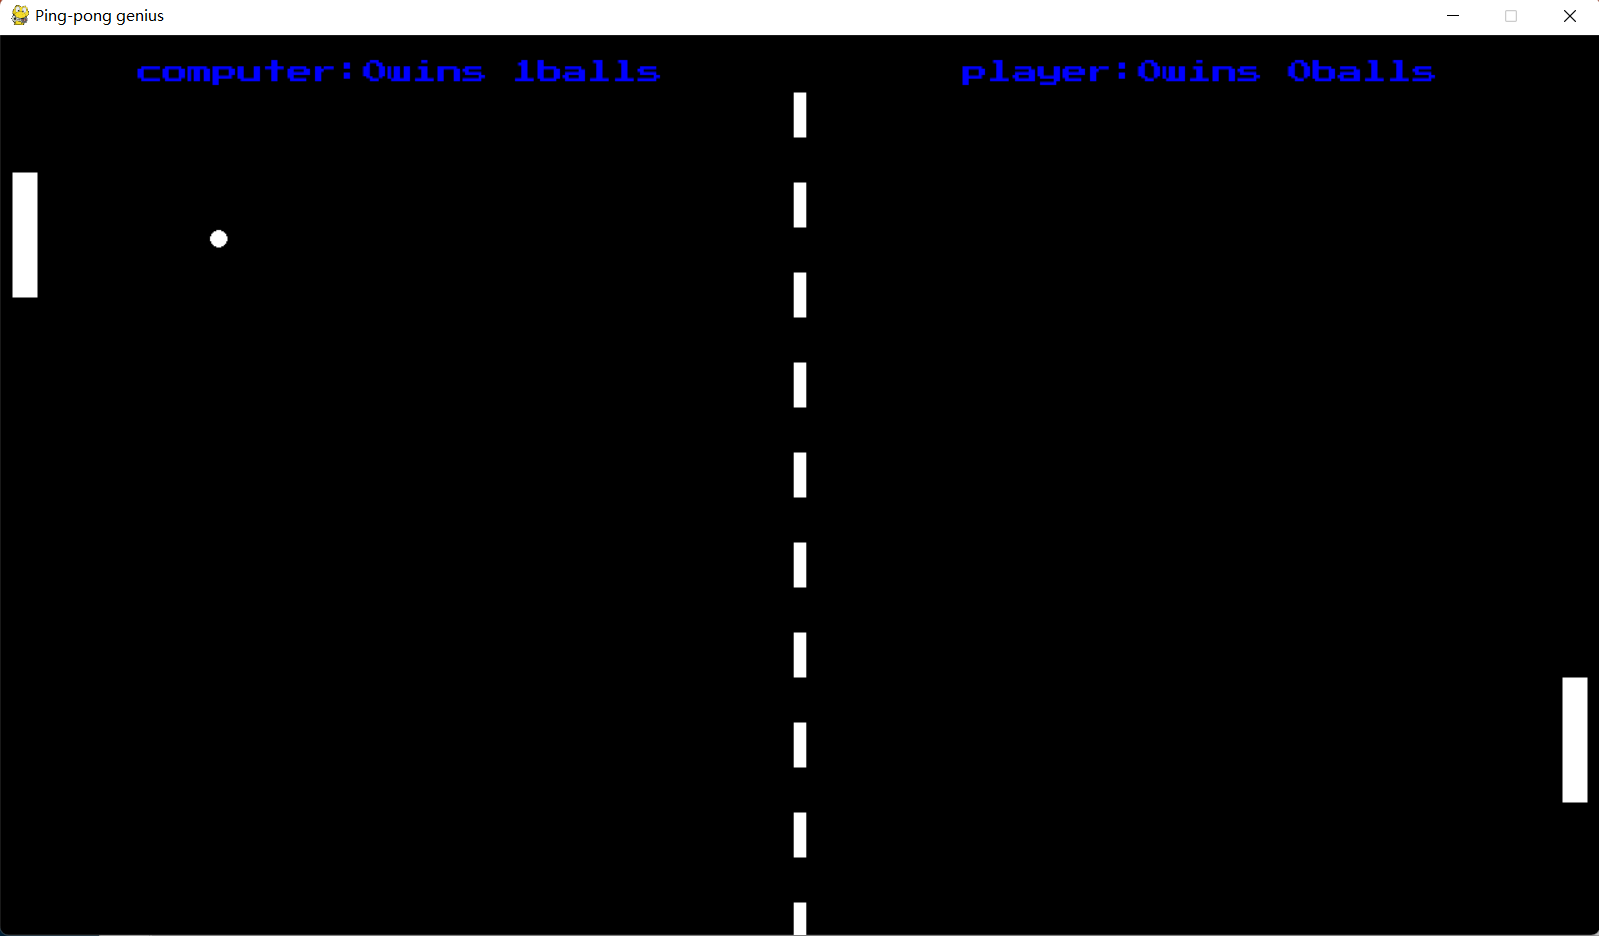 Ping-pong genius
computer:0wins 1balls
player:0wins 0balls